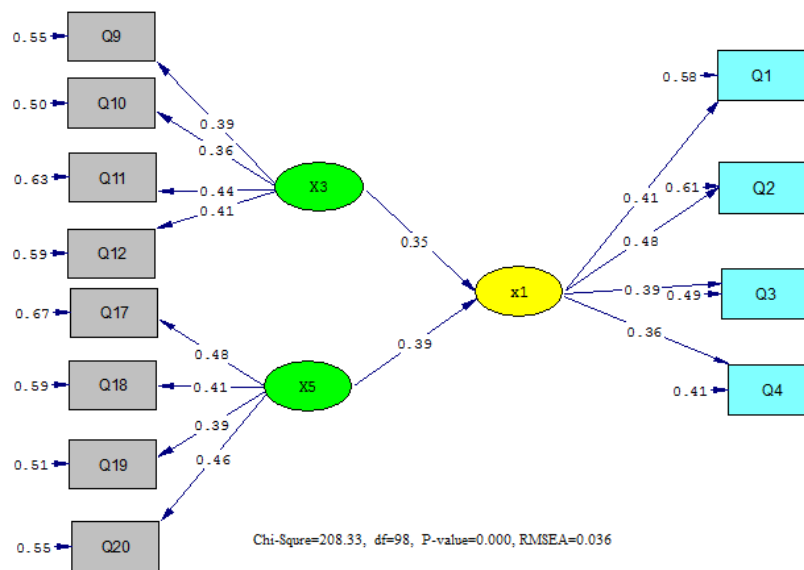 0.55 Q9
0.50 Q10
0.63 Q11
0.59 Q12
0.67 Q17
0.59 Q18
0.51 Q19
0.55 Q20
0.39
0.36
0.44
0.41
0.48
0.41
0.39
0.46
X3
X5
0.35
0.39
x1
0.41
0.48
0.39
0.36
0.58 Q1
0.61 Q2
0.49 Q3
0.41 Q4
Chi-Squre=208.33, df=98, P-value=0.000, RMSEA=0.036